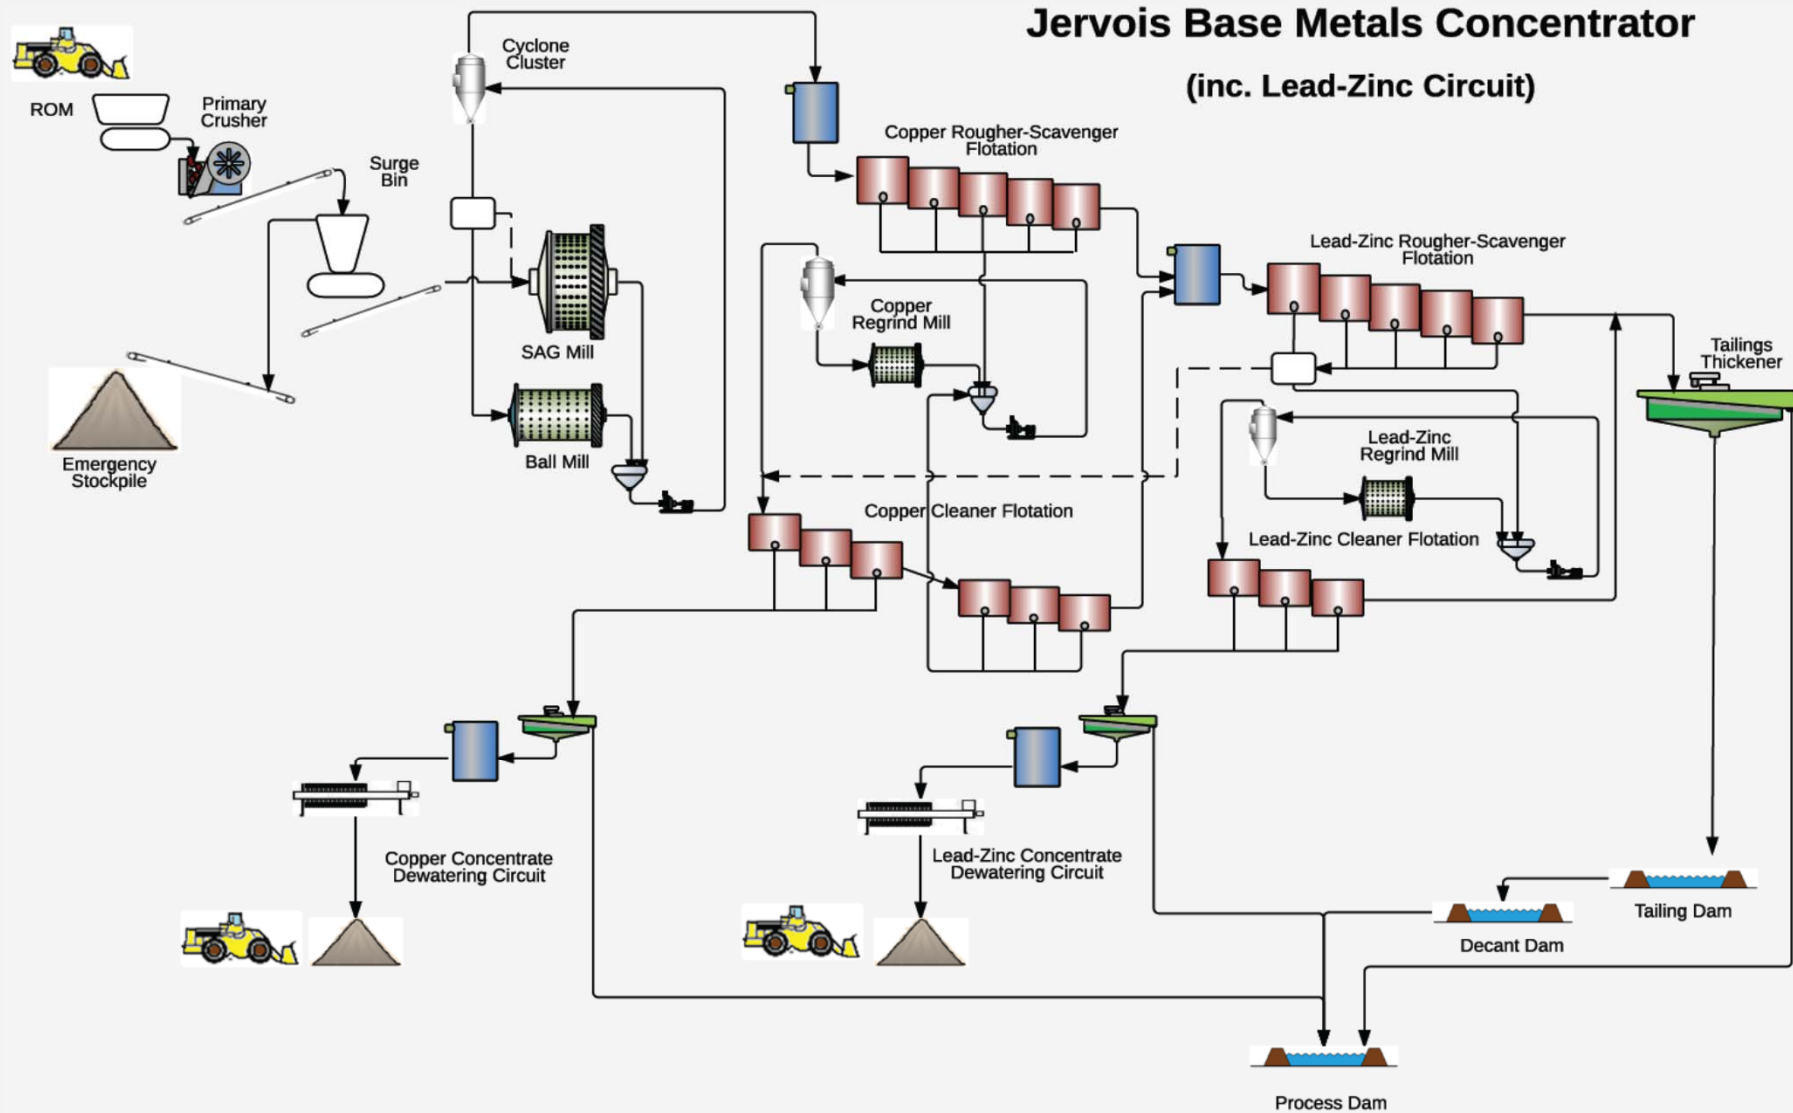 Jervois Base Metals Concentrator
(inc. Lead-Zinc Circuit)
Cyclone
Cluster
ROM
Primary
Crusher
Surge
Bin
Copper Rougher-Scavenger
Flotation
Lead-Zinc Rougher-Scavenger
Flotation
Copper
Regrind Mill
SAG Mill
Tailings
Thickener
Ball Mill
Emergency
Stockpile
Lead-Zinc
Regrind Mill
Copper Cleaner Flotation
Lead-Zinc Cleaner Flotation
Copper Concentrate
Dewatering Circuit
Lead-Zinc Concentrate
Dewatering Circuit
Tailing Dam
Decant Dam
Process Dam